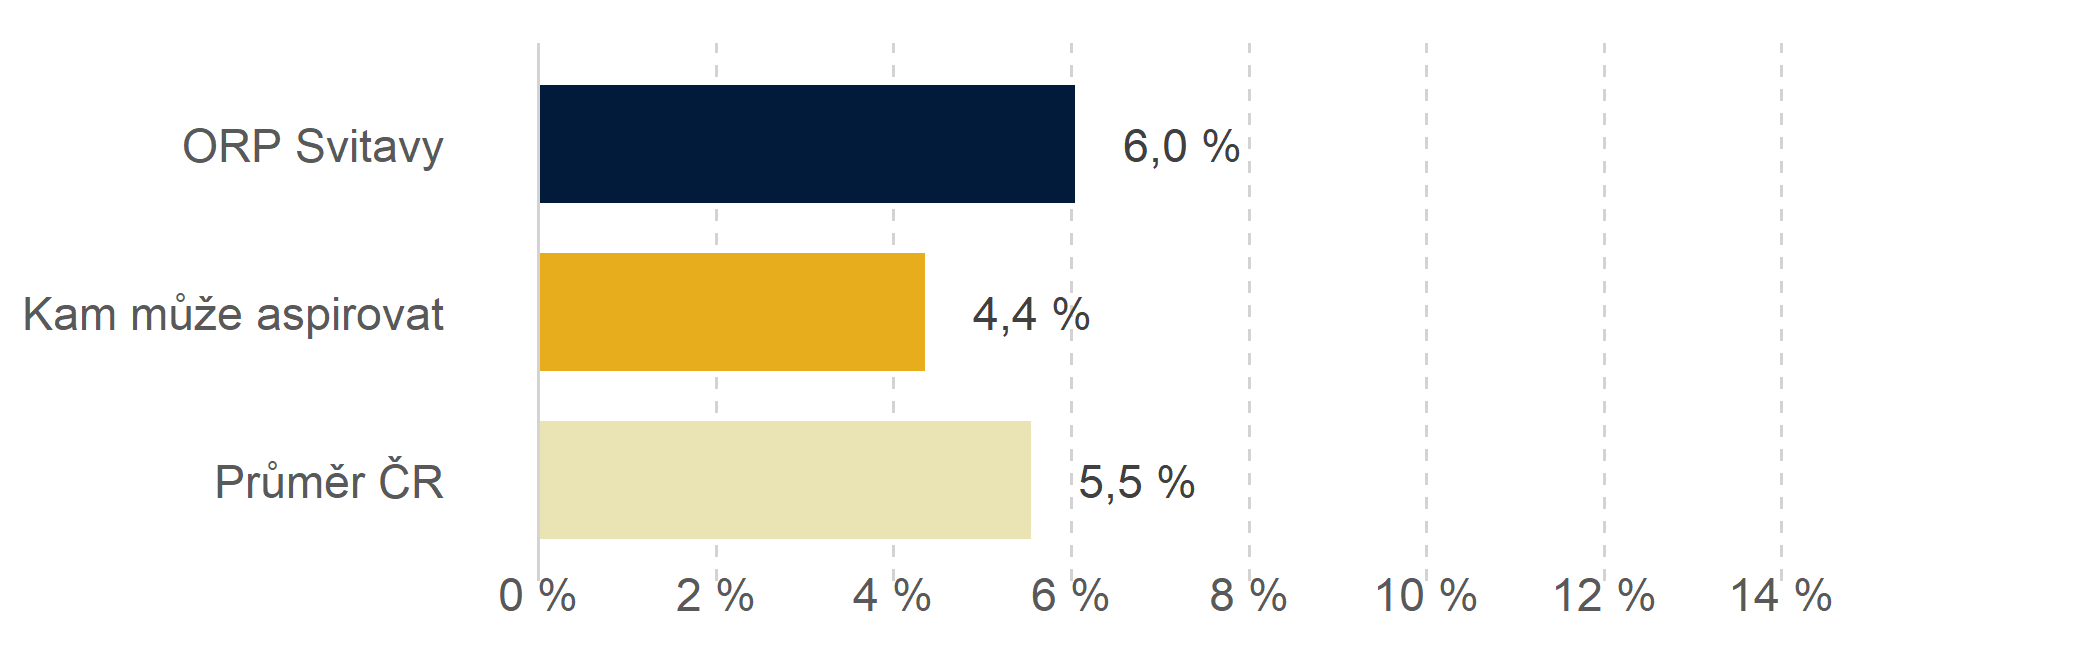 ORP Svitavy
6,0 %
Kam může aspirovat
4,4 %
Průměr ČR
5,5 %
0 % 2 % 4 % 6 % 8 % 10 % 12 % 14 %